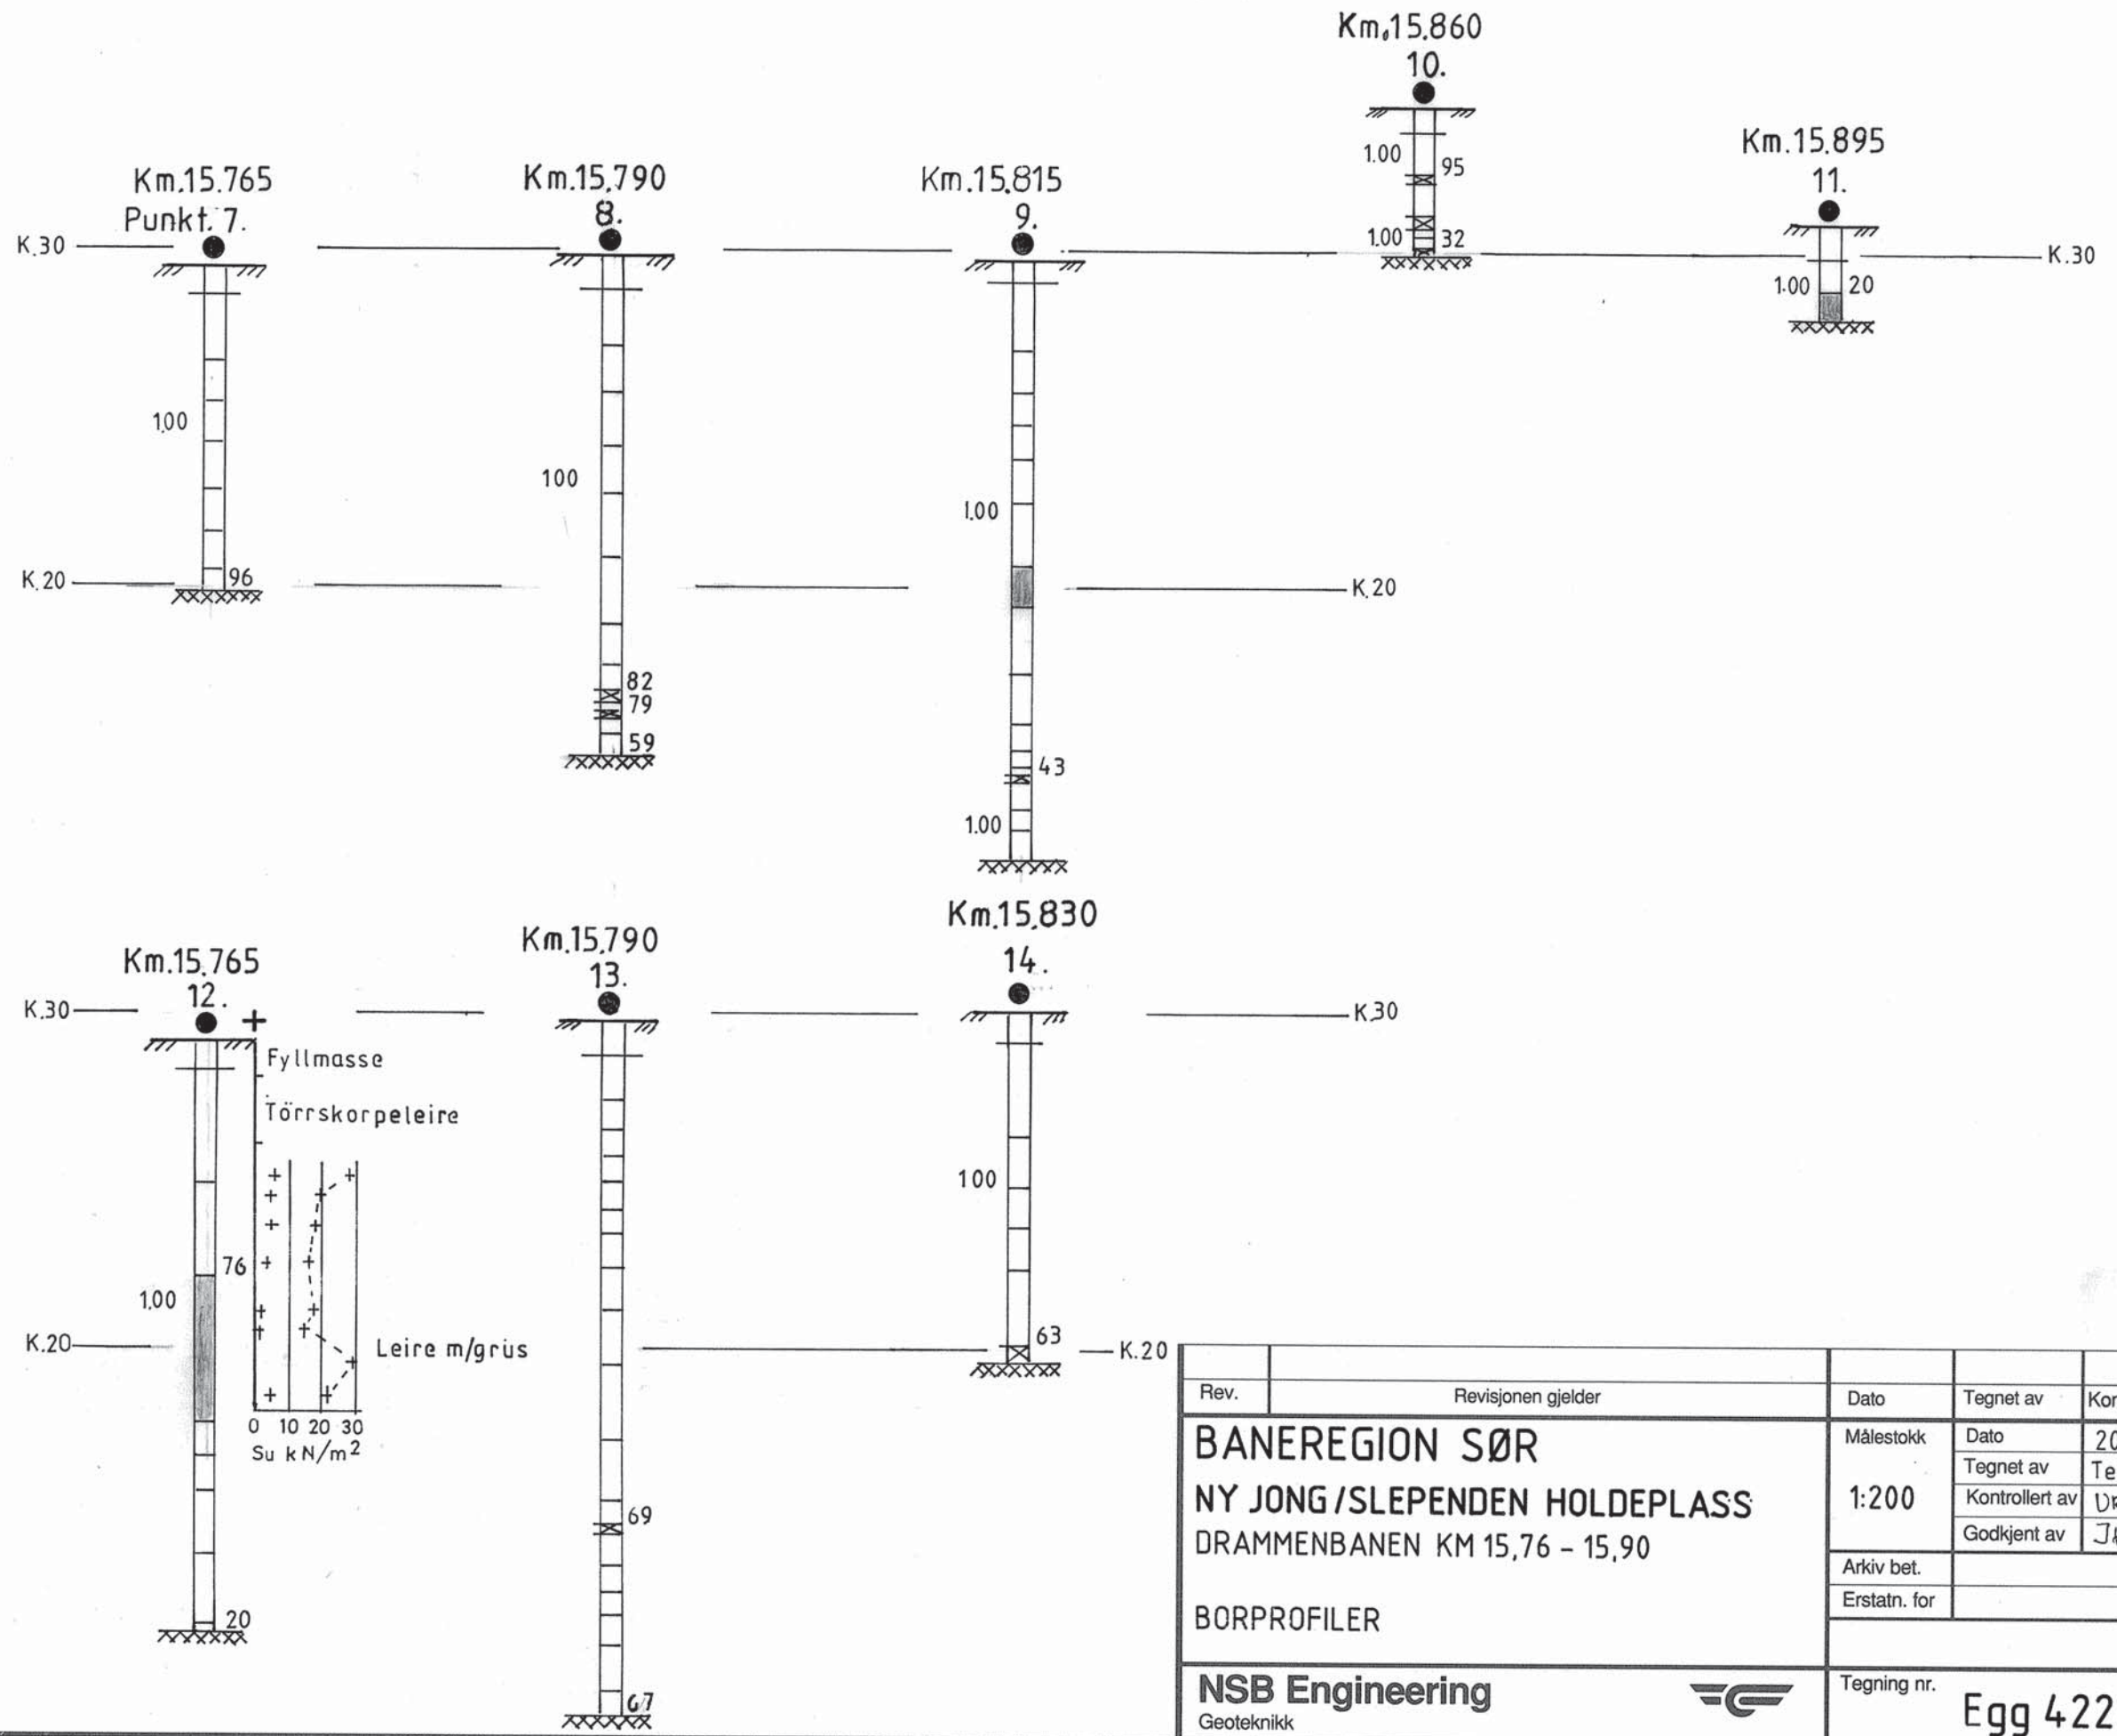 Km.15.860
10.
1.00
95
1.00
32
Km.15.895
11.
1.00
20
Km.15.765
Punkt. 7.
K.30
100
96
K.20
Km.15.790
8.
100
82
79
59
Km.15.815
9.
1.00
43
1.00
K.30
K.20
Km.15.765
12.
K.30
Fyllmasse
Törrskorpeleire
76
1.00
K.20
Leire m/grus
0 10 20 30
Su kN/m²
20
Km.15.790
13.
69
67
Km.15.830
14.
K.30
100
63
K.20
Rev.
Revisjonen gjelder
Dato
Tegnet av
BANEREGION SØR
NY JONG/SLEPENDEN HOLDEPLASS
DRAMMENBANEN KM 15,76 – 15,90
BORPROFILER
Målestokk
1:200
Dato
20
Tegnet av
Te
Kontrollert av
Godkjent av
Arkiv bet.
Erstatn. for
NSB Engineering
Geoteknikk
Tegning nr.
Egg 422